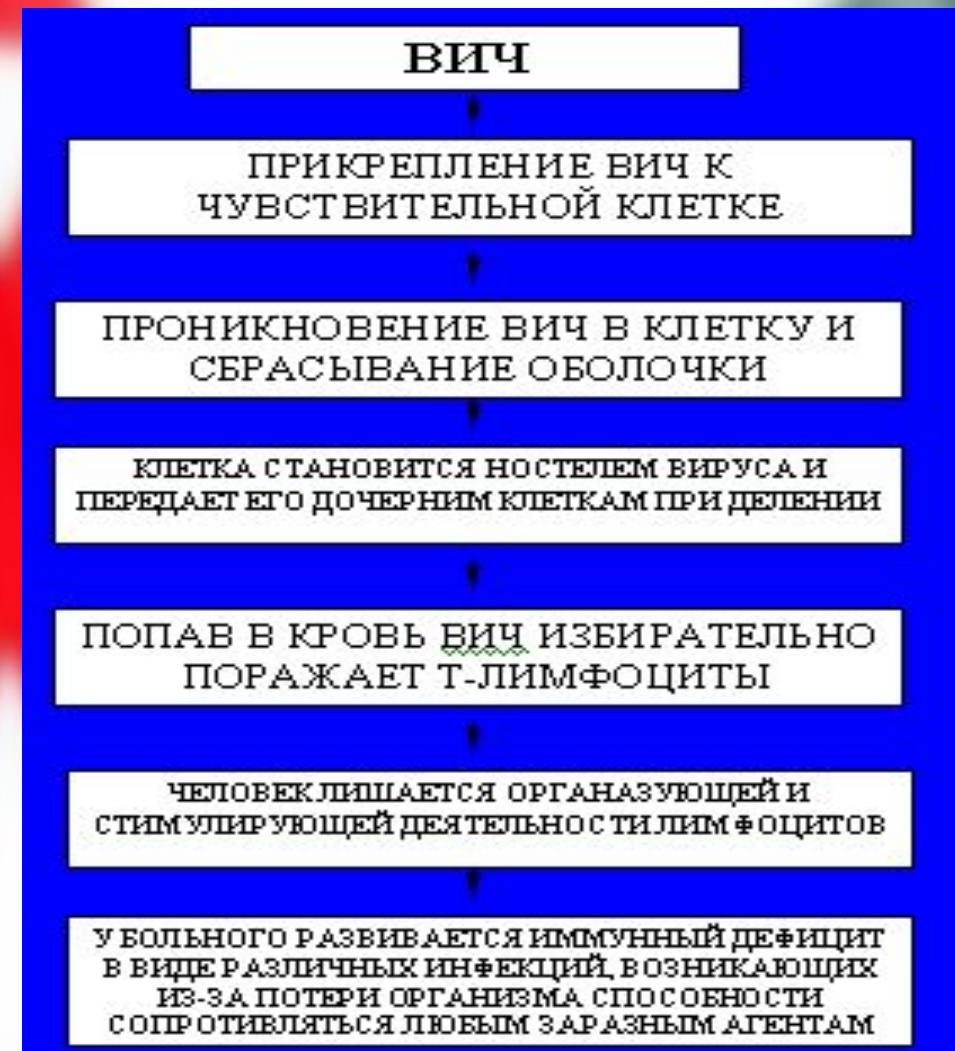 ВИЧ
ПРИКРЕПЛЕНИЕ ВИЧ К
ЧУВСТВИТЕЛЬНОЙ КЛЕТКЕ
ПРОНИКНОВЕНИЕ ВИЧ В КЛЕТКУ И
СБРАСЫВАНИЕ ОБОЛОЧКИ
КЛЕТКА СТАНОВИТСЯ НОСТЕЛЕМ ВИРУСА И
ПЕРЕДАЕТ ЕГО ДОЧЕРНИМ КЛЕТКАМ ПРИ ДЕЛЕНИИ
ПОПАВ В КРОВЬ ВИЧ ИЗБИРАТЕЛЬНО
ПОРАЖАЕТ Т-ЛИМФОЦИТЫ
ЧЕЛОВЕК ЛИШАЕТСЯ ОРГАНАЗУЮЩЕЙ И
СТИМУЛИРУЮЩЕЙ ДЕЯТЕЛЬНОСТИ ЛИМФОЦИТОВ
У БОЛЬНОГО РАЗВИВАЕТСЯ ИММУННЫЙ ДЕФИЦИТ
В ВИДЕ РАЗЛИЧНЫХ ИНФЕКЦИЙ, ВОЗНИКАЮЩИХ
ИЗ-ЗА ПОТЕРИ ОРГАНИЗМА СПОСОБНОСТИ
СОПРОТИВЛЯТЬСЯ ЛЮБЫМ ЗАРАЗНЫМ АГЕНТАМ